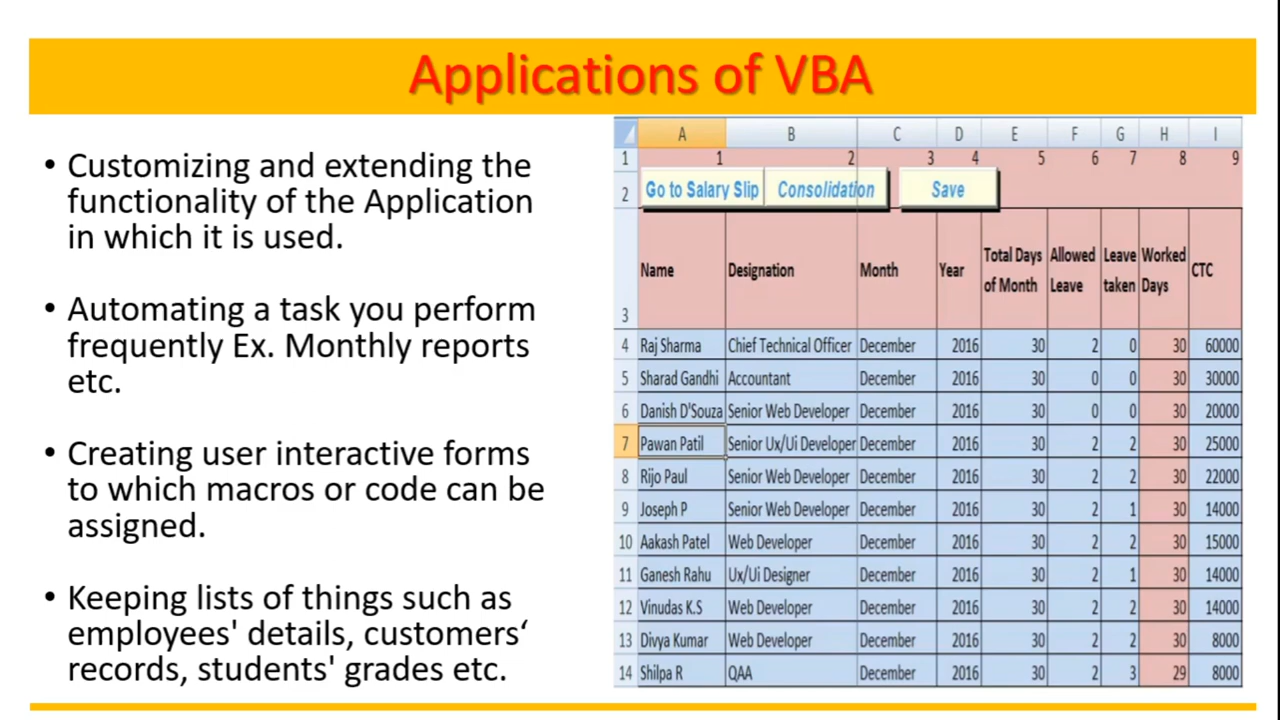 Applications of VBA
• Customizing and extending the
functionality of the Application
in which it is used.
• Automating a task you perform
frequently Ex. Monthly reports
etc.
• Creating user interactive forms
to which macros or code can be
assigned.
• Keeping lists of things such as
employees' details, customers‘
records, students' grades etc.
A B C D E F G H I
1 1 2 3 4 5 6 7 8 9
2 Go to Salary Slip Consolidation Save
3 Name Designation Month Year Total Days of Month Allowed Leave Leave taken Worked Days CTC
4 Raj Sharma Chief Technical Officer December 2016 30 2 0 30 60000
5 Sharad Gandhi Accountant December 2016 30 0 0 30 30000
6 Danish D'Souza Senior Web Developer December 2016 30 0 0 30 20000
7 Pawan Patil Senior Ux/Ui Developer December 2016 30 2 2 30 25000
8 Rijo Paul Senior Web Developer December 2016 30 2 2 30 22000
9 Joseph P Senior Web Developer December 2016 30 2 1 30 14000
10 Aakash Patel Web Developer December 2016 30 2 2 30 15000
11 Ganesh Rahu Ux/Ui Designer December 2016 30 2 1 30 14000
12 Vinudas K.S Web Developer December 2016 30 2 2 30 14000
13 Divya Kumar Web Developer December 2016 30 2 2 30 8000
14 Shilpa R QAA December 2016 30 2 3 29 8000